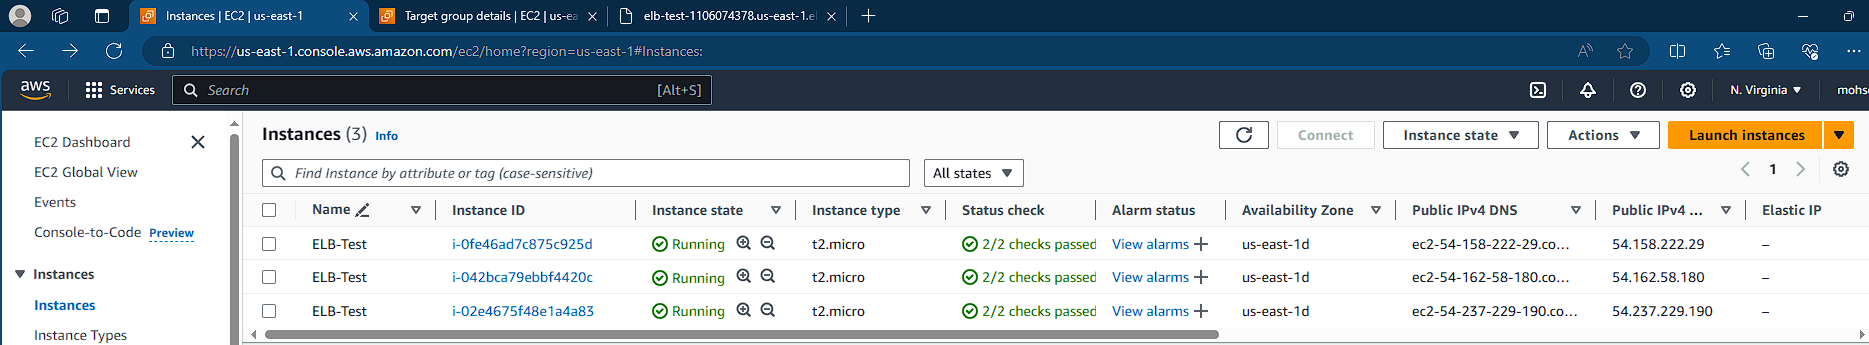 Instances | EC2 | us-east-1
Target group details | EC2 | us-ea
elb-test-1106074378.us-east-1.el
https://us-east-1.console.aws.amazon.com/ec2/home?region=us-east-1#Instances:
aws
Services
Search
[Alt+S]
N. Virginia
mohs
EC2 Dashboard
EC2 Global View
Events
Console-to-Code Preview
Instances
Instances
Instance Types
Instances (3) Info
Connect
Instance state
Actions
Launch instances
Find Instance by attribute or tag (case-sensitive)
All states
1
Name Instance ID Instance state Instance type Status check Alarm status Availability Zone Public IPv4 DNS Public IPv4 ... Elastic IP
ELB-Test i-0fe46ad7c875c925d Running t2.micro 2/2 checks passed View alarms + us-east-1d ec2-54-158-222-29.co... 54.158.222.29 –
ELB-Test i-042bca79ebbf4420c Running t2.micro 2/2 checks passed View alarms + us-east-1d ec2-54-162-58-180.co... 54.162.58.180 –
ELB-Test i-02e4675f48e1a4a83 Running t2.micro 2/2 checks passed View alarms + us-east-1d ec2-54-237-229-190.co... 54.237.229.190 –